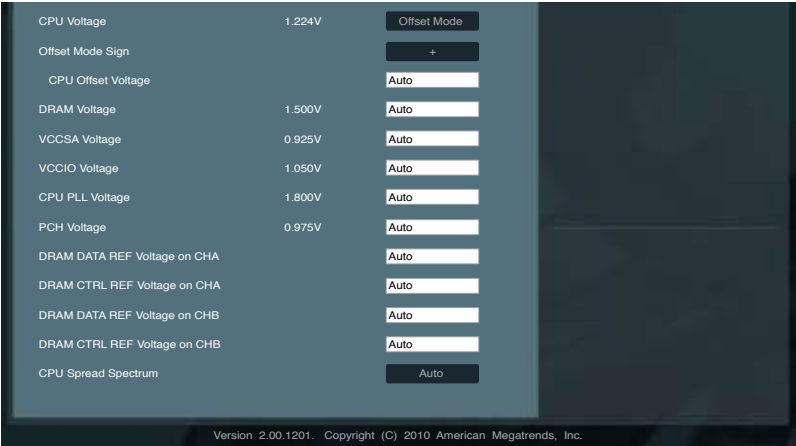 CPU Voltage 1.224V Offset Mode
Offset Mode Sign +
CPU Offset Voltage Auto
DRAM Voltage 1.500V Auto
VCCSA Voltage 0.925V Auto
VCCIO Voltage 1.050V Auto
CPU PLL Voltage 1.800V Auto
PCH Voltage 0.975V Auto
DRAM DATA REF Voltage on CHA Auto
DRAM CTRL REF Voltage on CHA Auto
DRAM DATA REF Voltage on CHB Auto
DRAM CTRL REF Voltage on CHB Auto
CPU Spread Spectrum Auto
Version 2.00.1201. Copyright (C) 2010 American Megatrends, Inc.